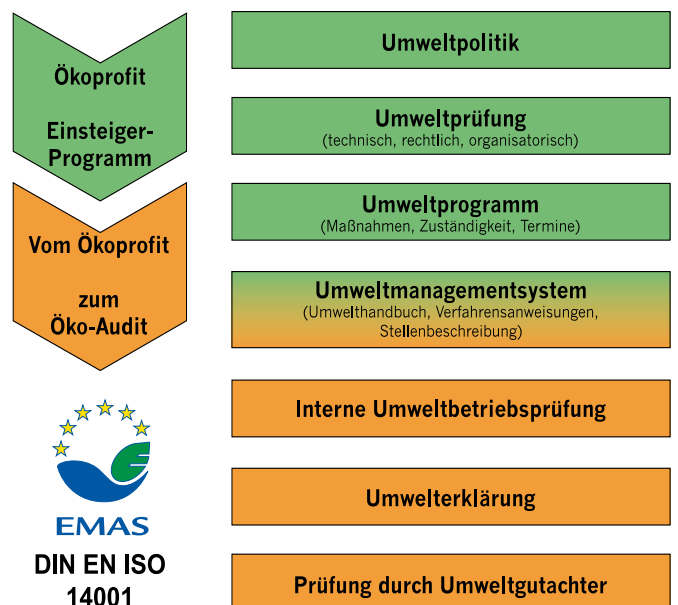 Ökoprofit
Einsteiger-
Programm
Vom Ökoprofit
zum
Öko-Audit
EMAS
DIN EN ISO
14001
Umweltpolitik
Umweltprüfung
(technisch, rechtlich, organisatorisch)
Umweltprogramm
(Maßnahmen, Zuständigkeit, Termine)
Umweltmanagementsystem
(Umwelthandbuch, Verfahrensanweisungen,
Stellenbeschreibung)
Interne Umweltbetriebsprüfung
Umwelterklärung
Prüfung durch Umweltgutachter